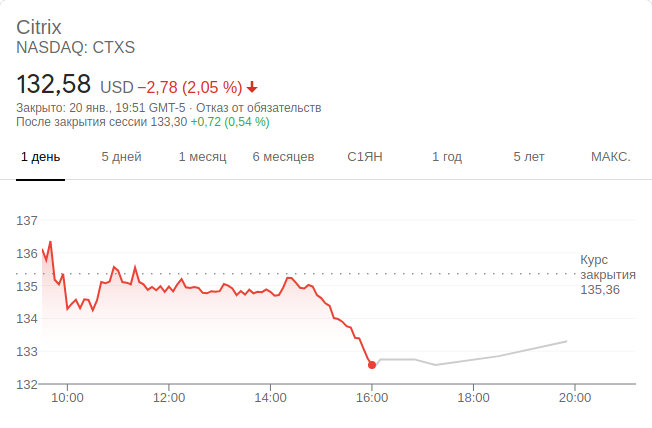 Citrix
NASDAQ: CTXS
132,58 USD −2,78 (2,05 %)
Закрыто: 20 янв., 19:51 GMT-5 · Отказ от обязательств
После закрытия сессии 133,30 +0,72 (0,54 %)
1 день 5 дней 1 месяц 6 месяцев С1ЯН 1 год 5 лет МАКС.
137
136
135
134
133
132
Курс
закрытия
135,36
10:00 12:00 14:00 16:00 18:00 20:00